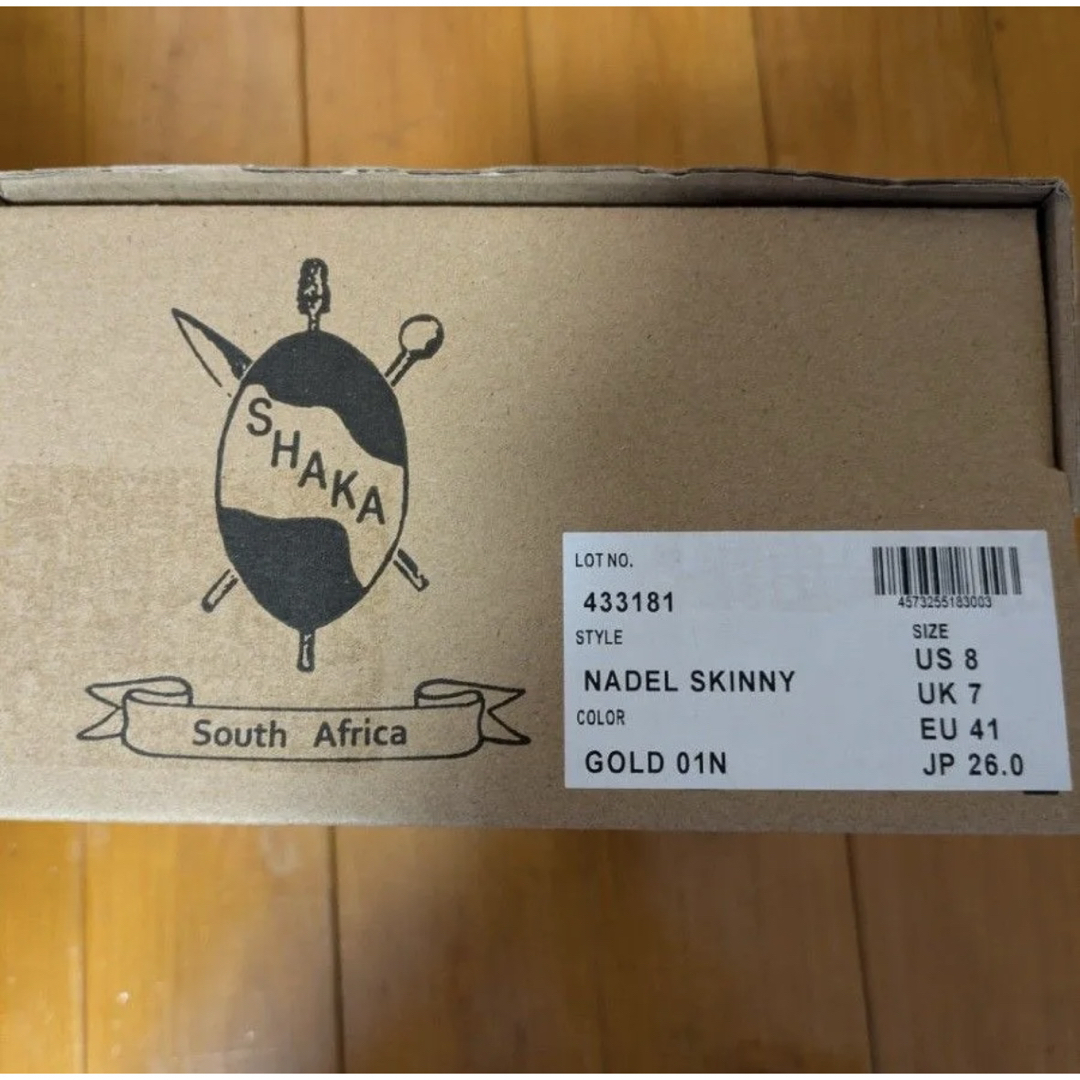 SHAKA
South Africa
LOT NO.
433181
STYLE
NADEL SKINNY
COLOR
GOLD 01N
4573255183003
SIZE
US 8
UK 7
EU 41
JP 26.0